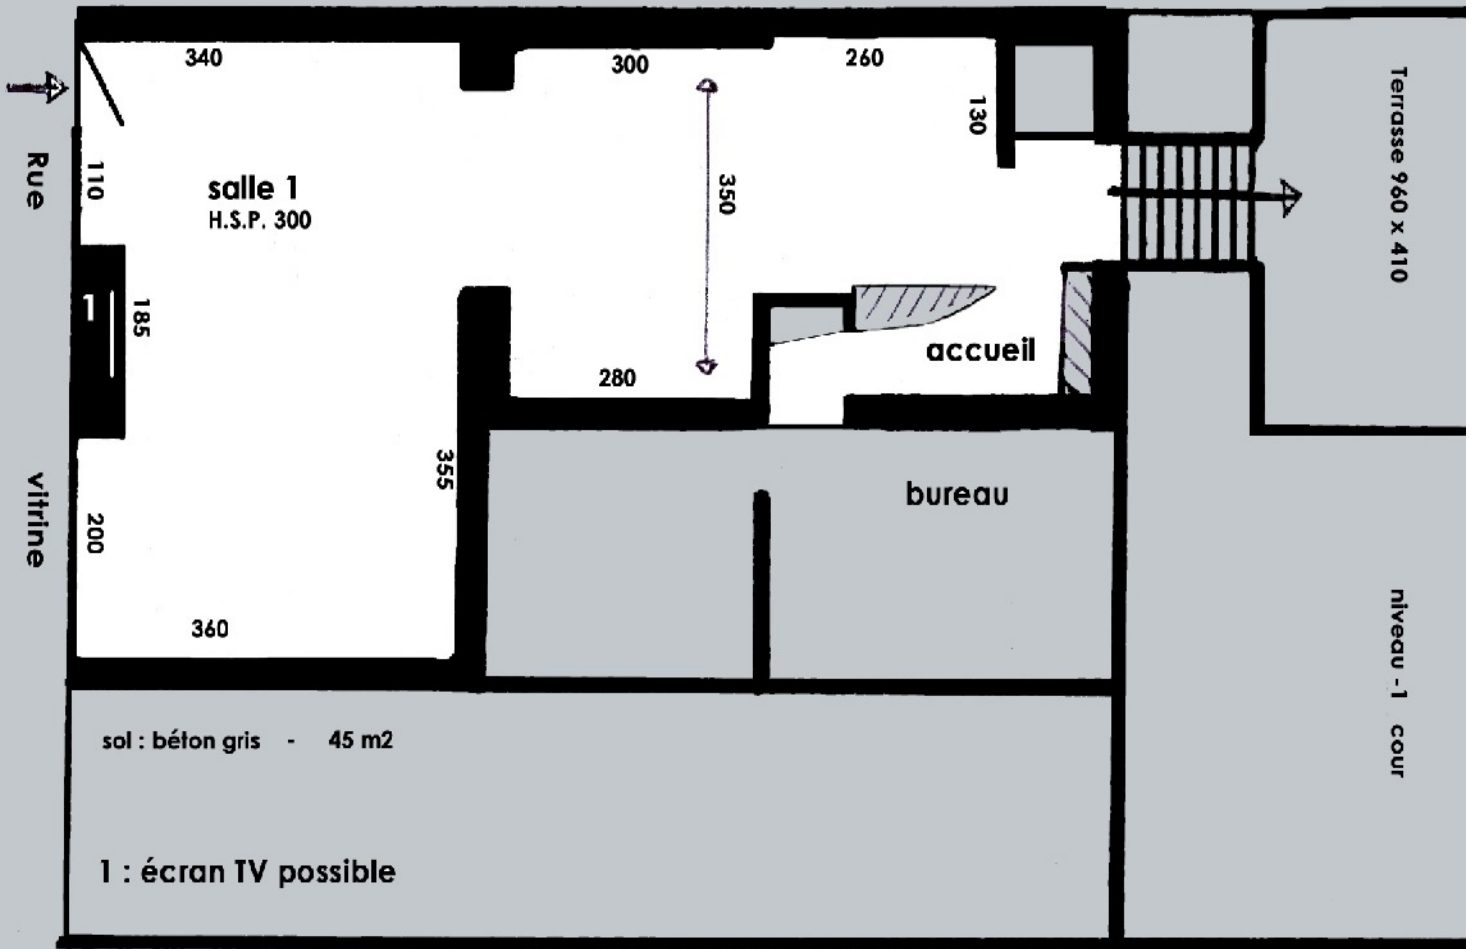 340
300
260
130
110
Rue
salle 1
H.S.P. 300
350
Terrasse 960 x 410
1
185
accueil
280
355
vitrine
200
bureau
360
niveau -1 cour
sol : béton gris - 45 m2
1 : écran TV possible